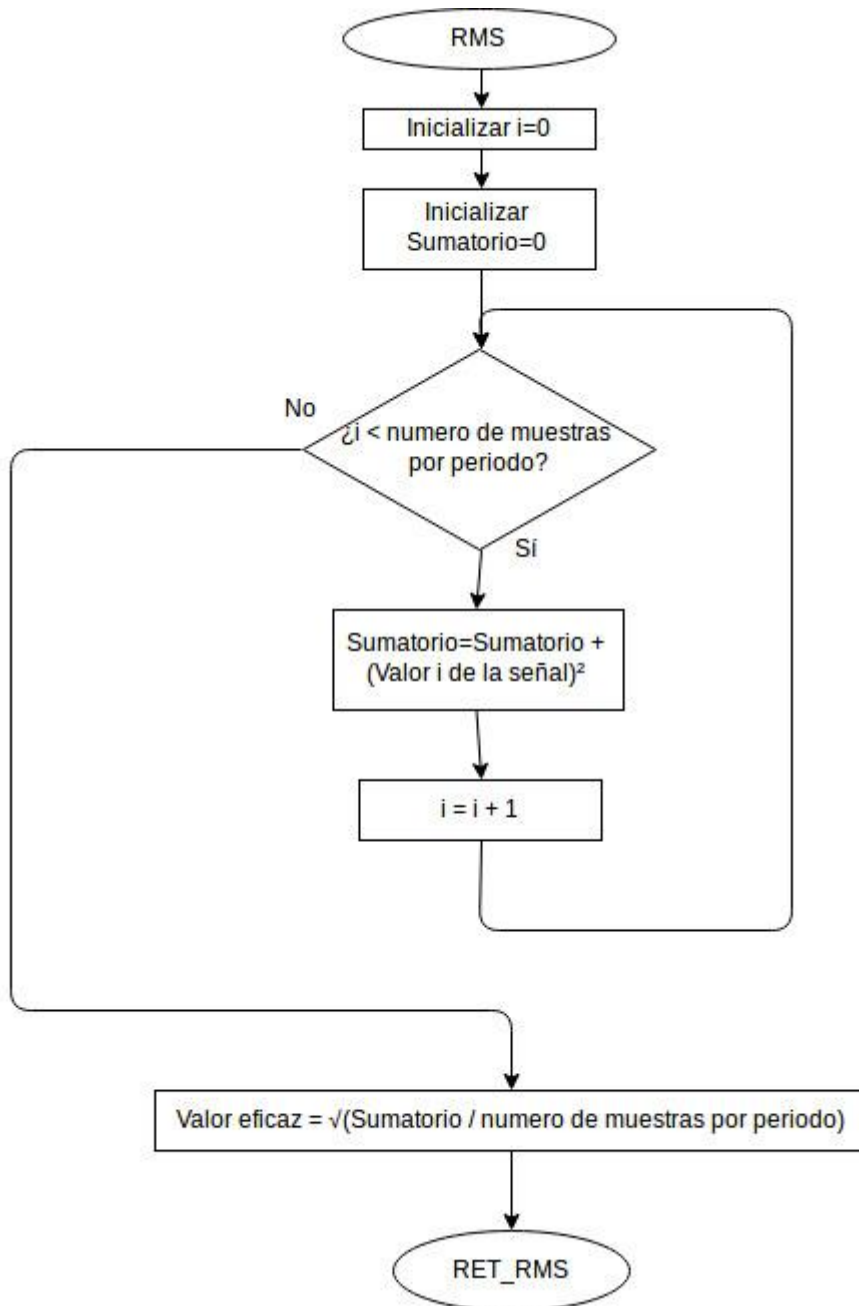 RMS
Inicializar i=0
Inicializar
Sumatorio=0
No
¿i < numero de muestras
por periodo?
Sí
Sumatorio=Sumatorio +
(Valor i de la señal)²
i = i + 1
Valor eficaz = √(Sumatorio / numero de muestras por periodo)
RET_RMS